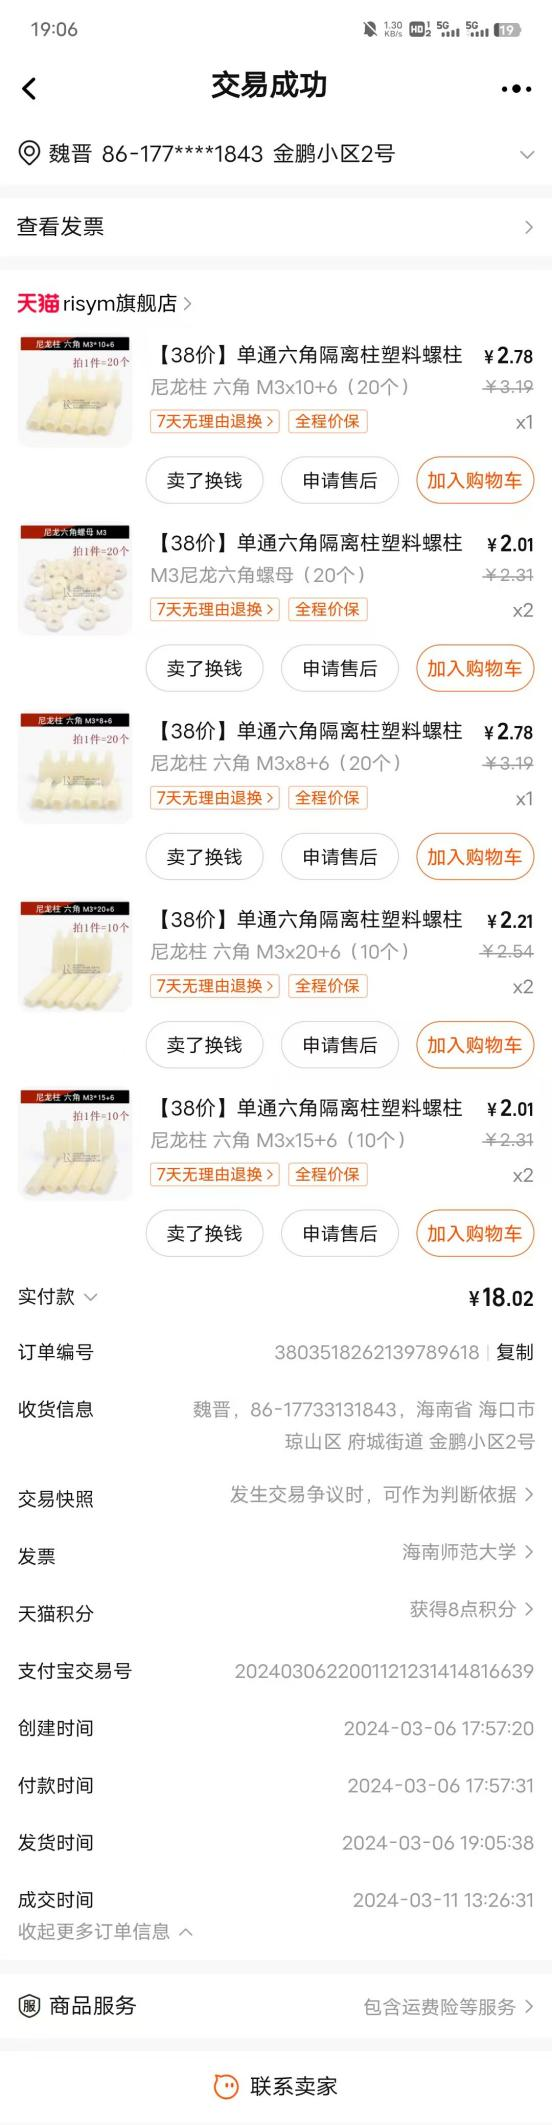 19:06
1.30 KB/s HD 1 2 5G 5G 19
交易成功
魏晋 86-177****1843 金鹏小区2号
查看发票
天猫 risym旗舰店
尼龙柱 六角 M3*10+6
拍1件=20个
【38价】单通六角隔离柱塑料螺柱 ¥2.78
尼龙柱 六角 M3x10+6（20个） ¥3.19
7天无理由退换 全程价保 x1
卖了换钱 申请售后 加入购物车
尼龙六角螺母 M3
拍1件=20个
【38价】单通六角隔离柱塑料螺柱 ¥2.01
M3尼龙六角螺母（20个） ¥2.31
7天无理由退换 全程价保 x2
卖了换钱 申请售后 加入购物车
尼龙柱 六角 M3*8+6
拍1件=20个
【38价】单通六角隔离柱塑料螺柱 ¥2.78
尼龙柱 六角 M3x8+6（20个） ¥3.19
7天无理由退换 全程价保 x1
卖了换钱 申请售后 加入购物车
尼龙柱 六角 M3*20+6
拍1件=10个
【38价】单通六角隔离柱塑料螺柱 ¥2.21
尼龙柱 六角 M3x20+6（10个） ¥2.54
7天无理由退换 全程价保 x2
卖了换钱 申请售后 加入购物车
尼龙柱 六角 M3*15+6
拍1件=10个
【38价】单通六角隔离柱塑料螺柱 ¥2.01
尼龙柱 六角 M3x15+6（10个） ¥2.31
7天无理由退换 全程价保 x2
卖了换钱 申请售后 加入购物车
实付款 ¥18.02
订单编号 3803518262139789618 | 复制
收货信息 魏晋，86-17733131843，海南省 海口市
琼山区 府城街道 金鹏小区2号
交易快照 发生交易争议时，可作为判断依据
发票 海南师范大学
天猫积分 获得8点积分
支付宝交易号 2024030622001121231414816639
创建时间 2024-03-06 17:57:20
付款时间 2024-03-06 17:57:31
发货时间 2024-03-06 19:05:38
成交时间 2024-03-11 13:26:31
收起更多订单信息
服 商品服务 包含运费险等服务
联系卖家